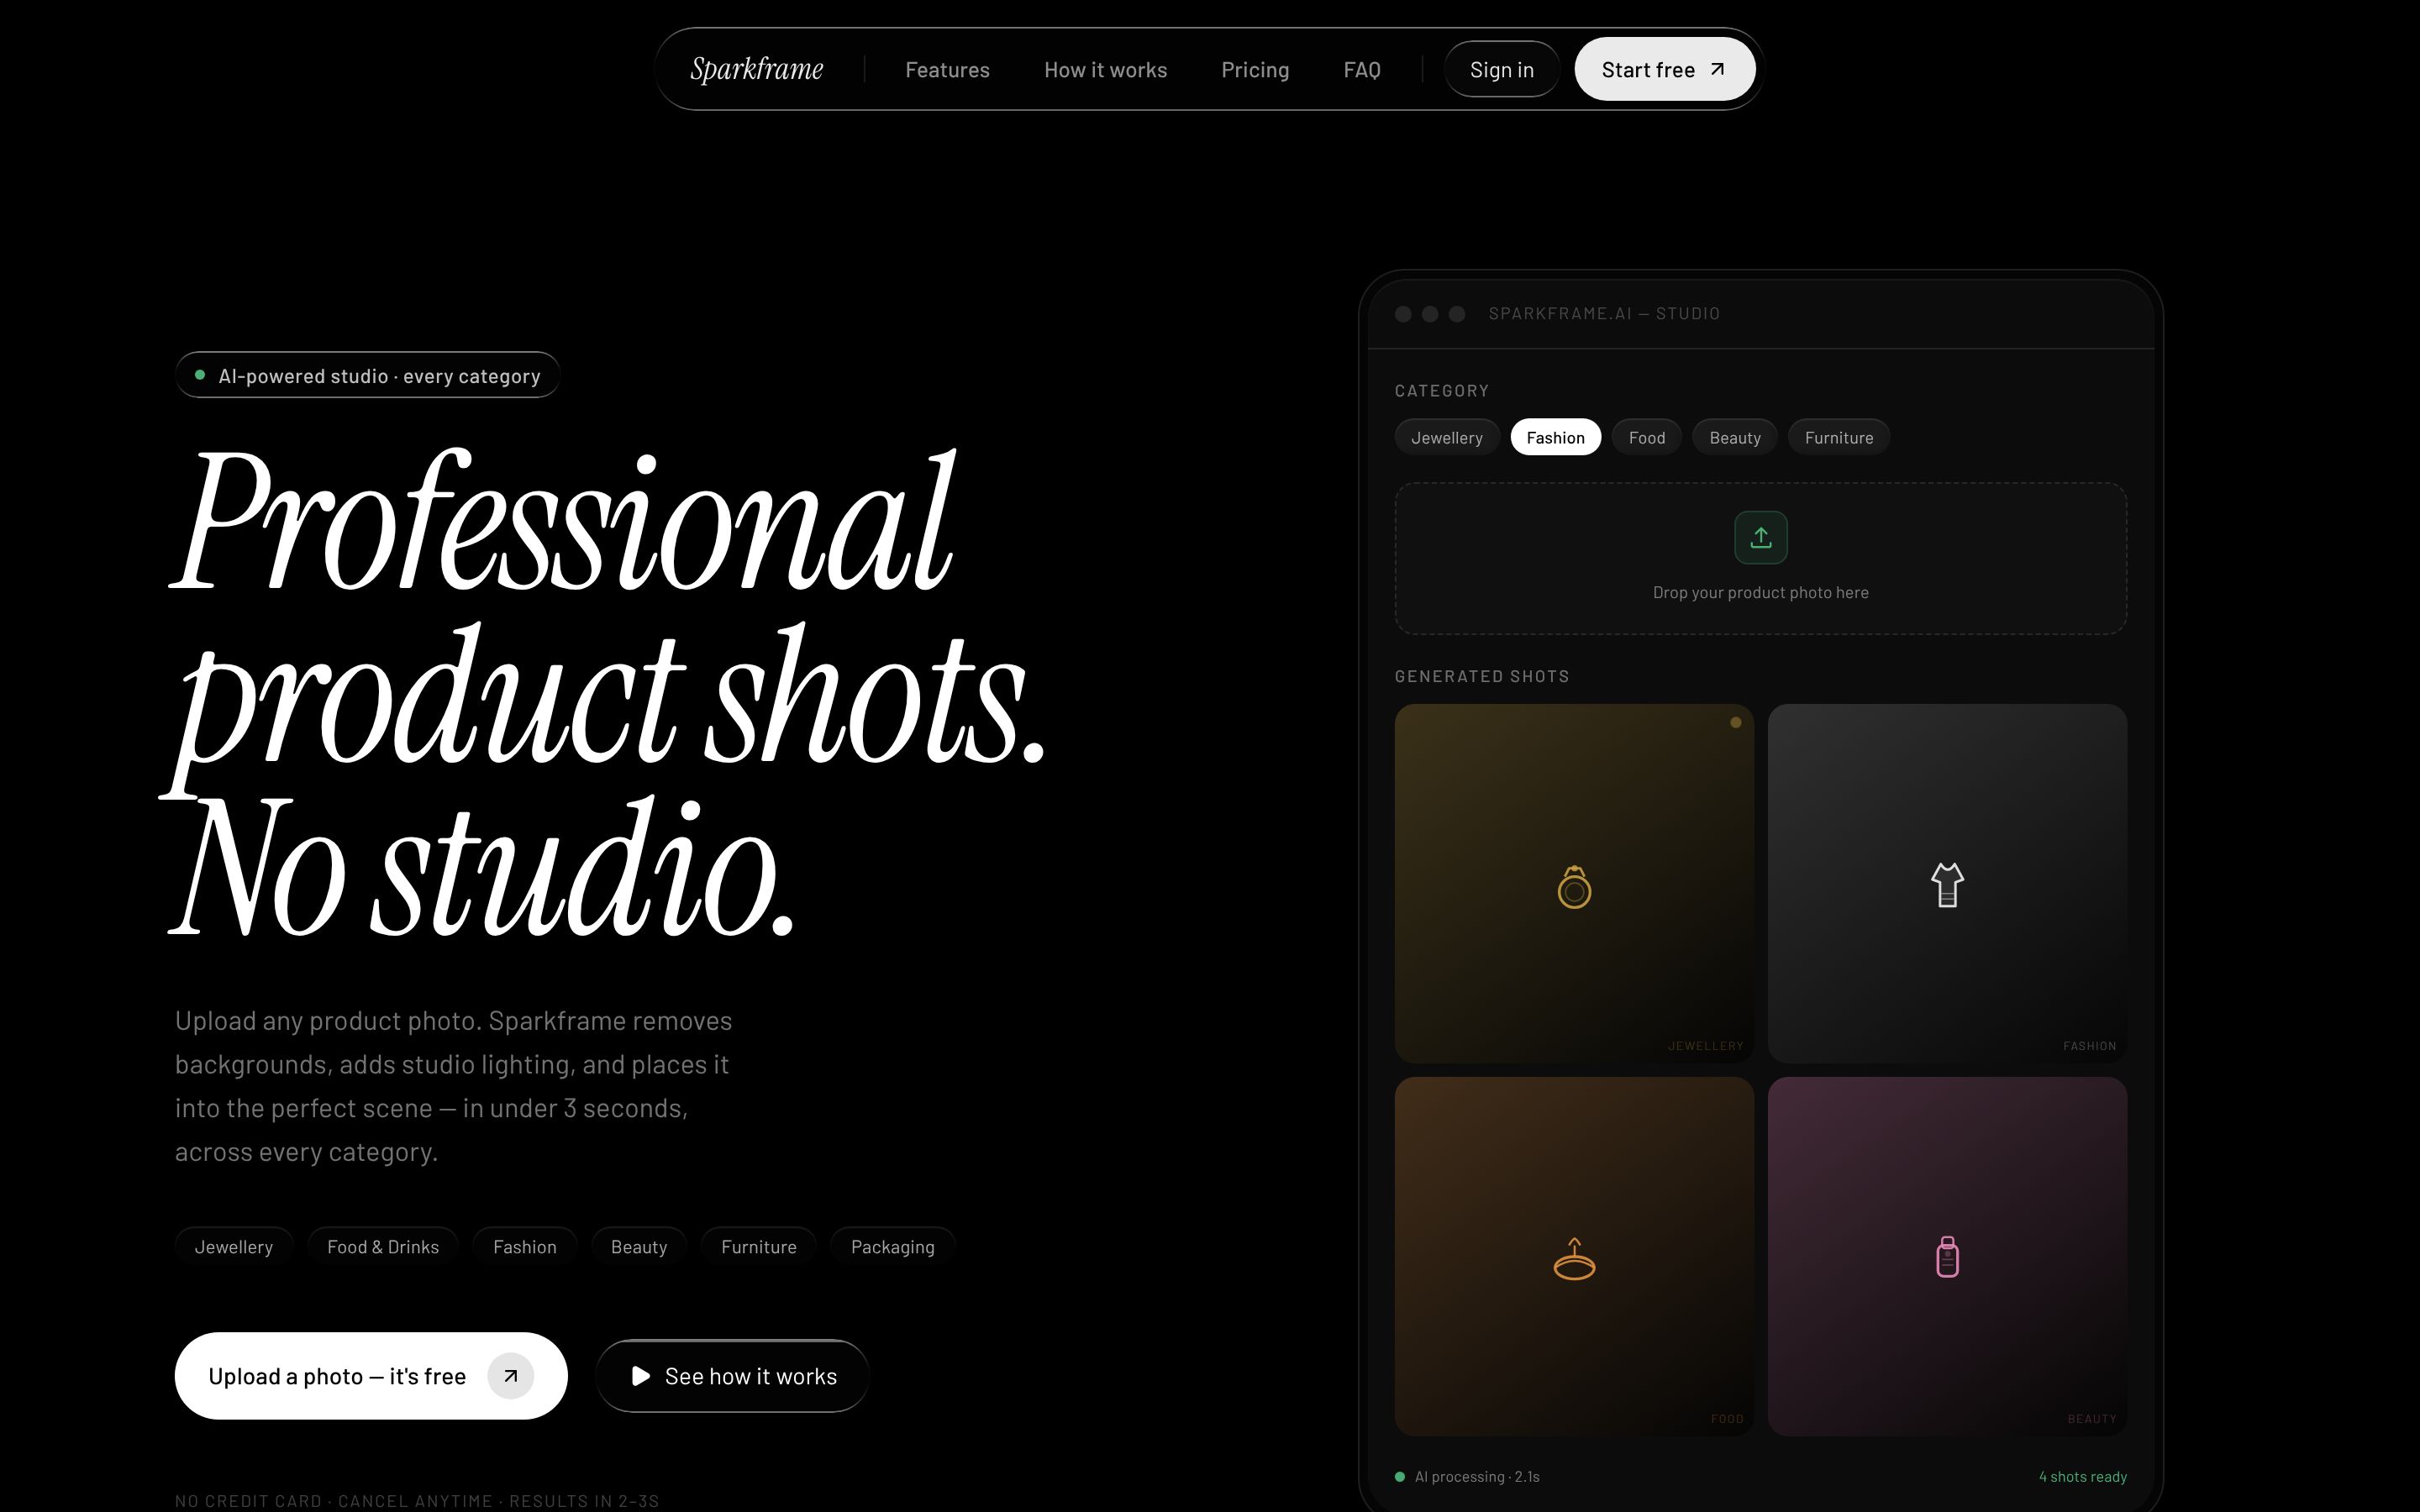 Sparkframe
Features
How it works
Pricing
FAQ
Sign in
Start free
AI-powered studio · every category
Professional
product shots.
No studio.
Upload any product photo. Sparkframe removes
backgrounds, adds studio lighting, and places it
into the perfect scene — in under 3 seconds,
across every category.
Jewellery
Food & Drinks
Fashion
Beauty
Furniture
Packaging
Upload a photo — it's free
See how it works
NO CREDIT CARD · CANCEL ANYTIME · RESULTS IN 2–3S
SPARKFRAME.AI — STUDIO
CATEGORY
Jewellery
Fashion
Food
Beauty
Furniture
Drop your product photo here
GENERATED SHOTS
JEWELLERY
FASHION
FOOD
BEAUTY
AI processing · 2.1s
4 shots ready